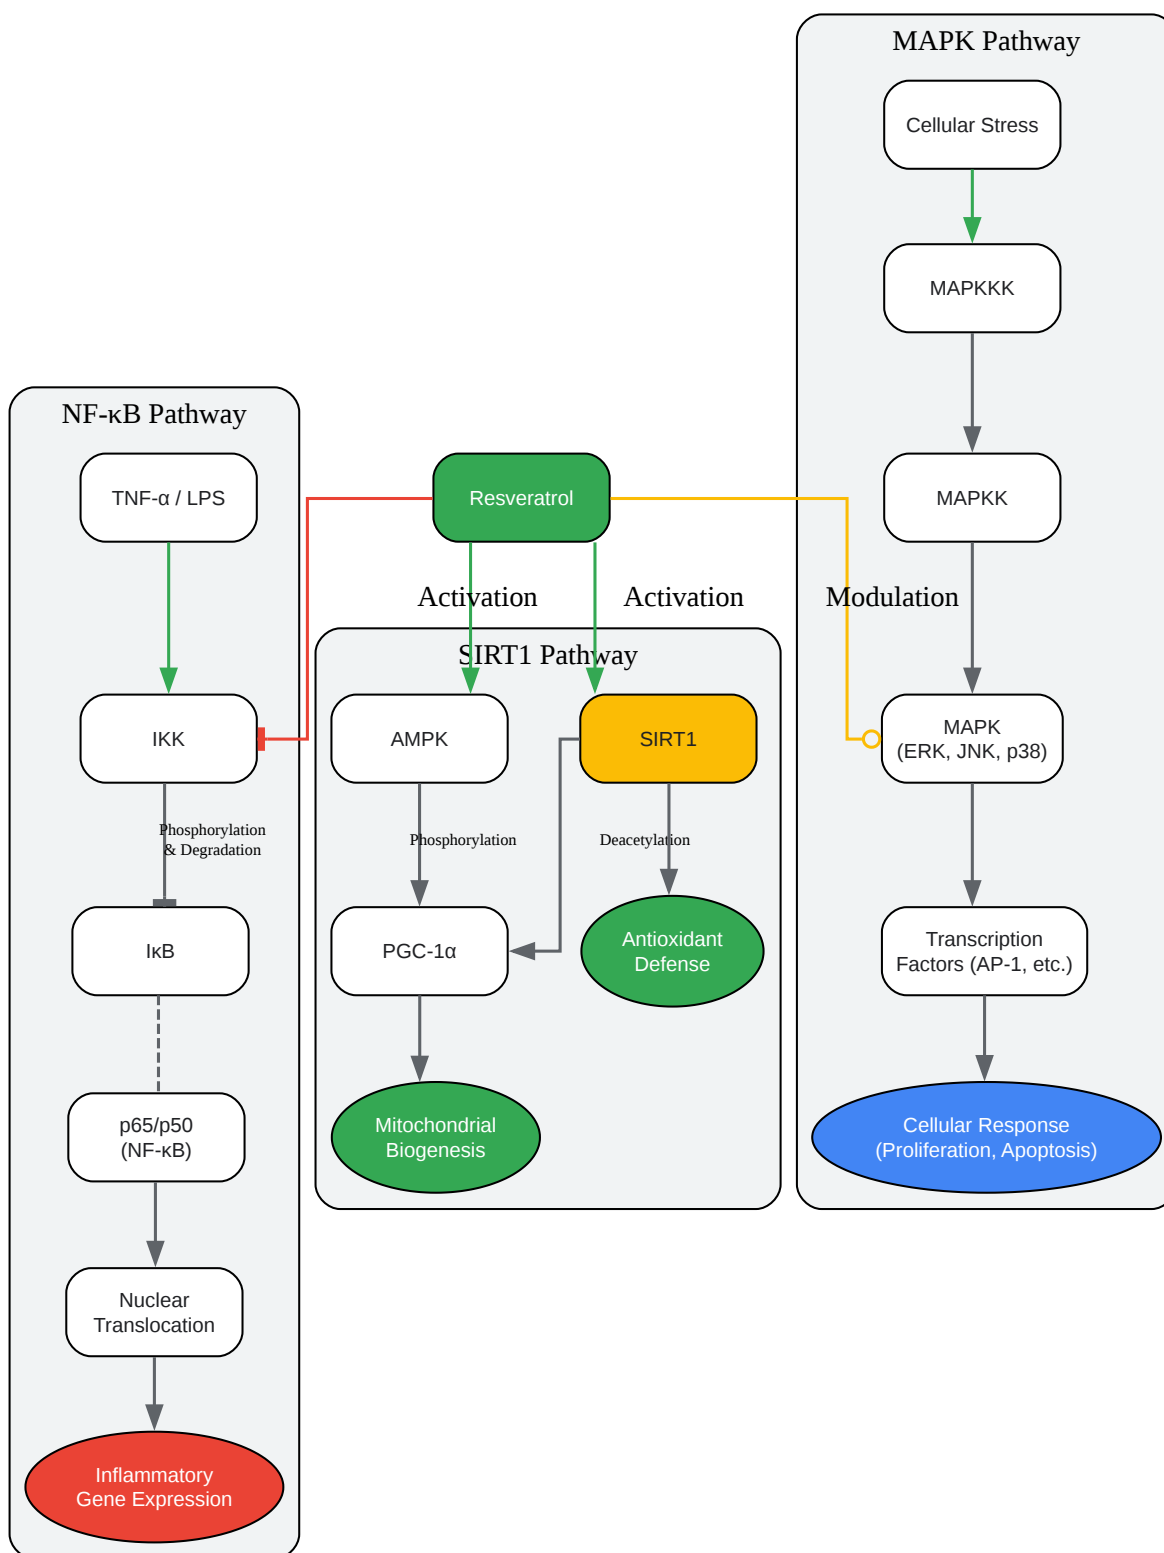 MAPK Pathway
Cellular Stress
MAPKKK
MAPKK
Modulation
MAPK
(ERK, JNK, p38)
Transcription
Factors (AP-1, etc.)
Cellular Response
(Proliferation, Apoptosis)
NF-κB Pathway
TNF-α / LPS
IKK
Phosphorylation
& Degradation
IκB
p65/p50
(NF-κB)
Nuclear
Translocation
Inflammatory
Gene Expression
Resveratrol
Activation
Activation
SIRT1 Pathway
AMPK
SIRT1
Phosphorylation
Deacetylation
PGC-1α
Antioxidant
Defense
Mitochondrial
Biogenesis